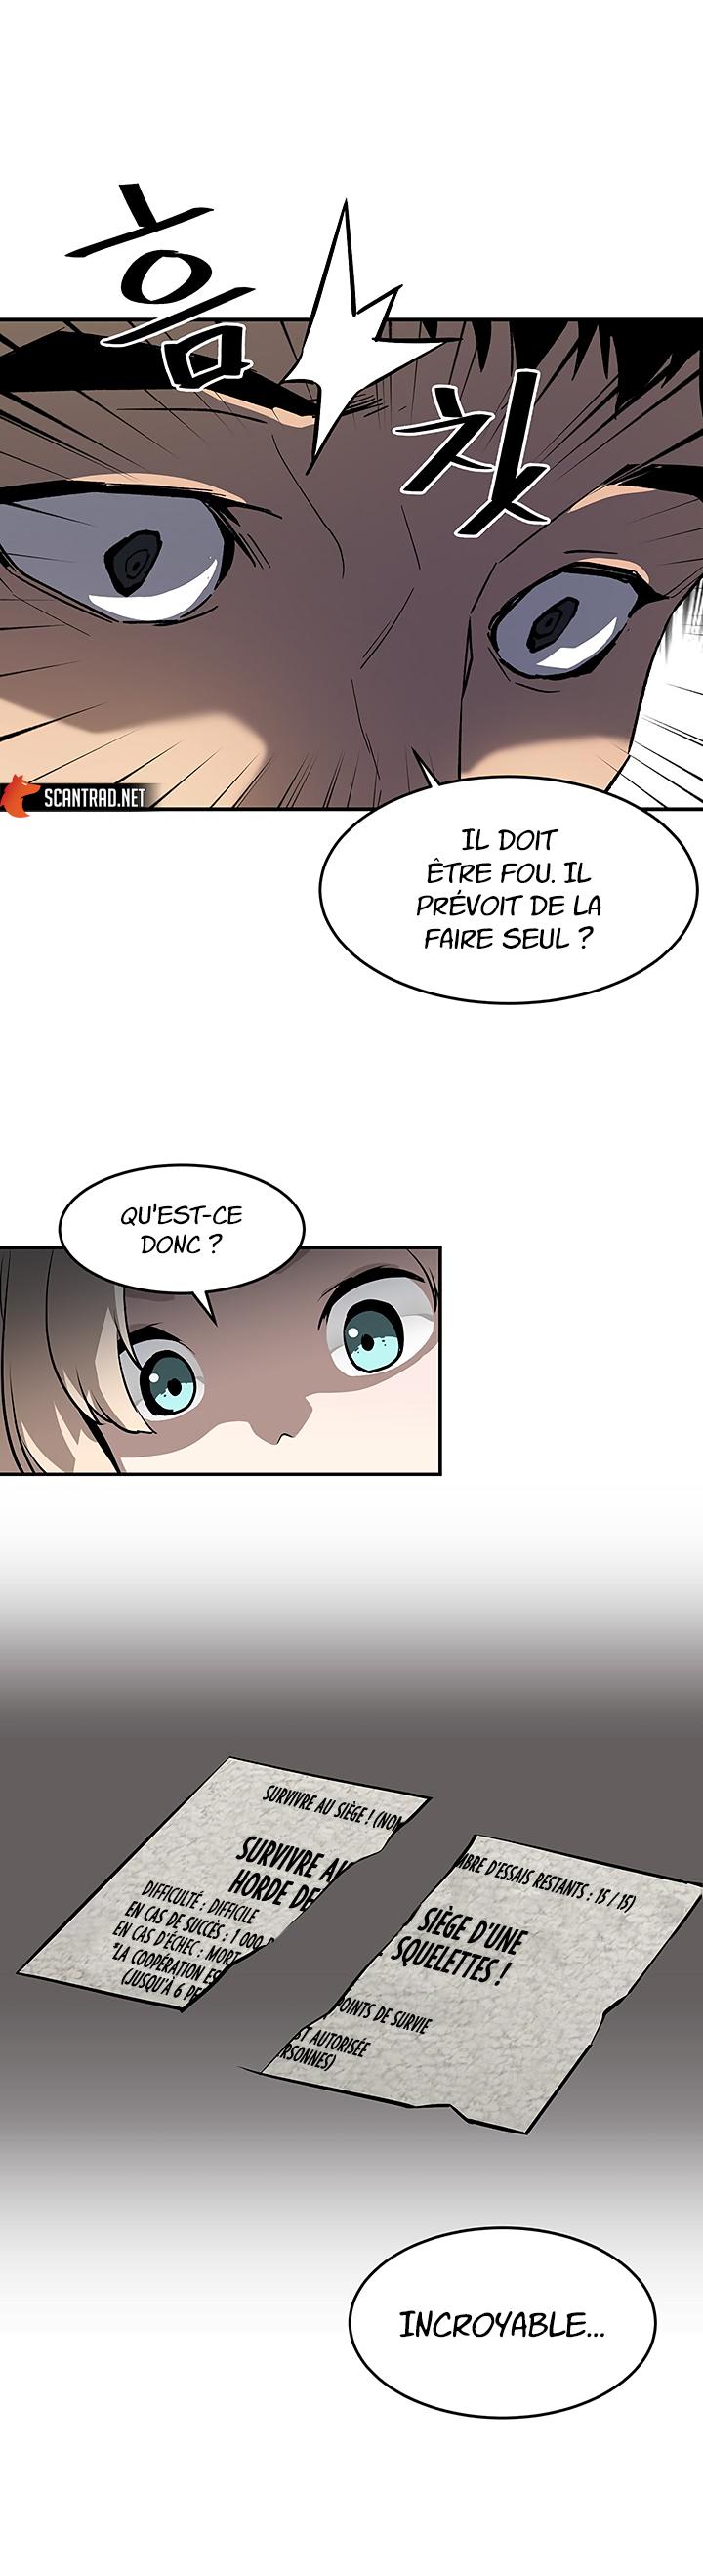 흠
칫
SCANTRAD.NET
IL DOIT
ÊTRE FOU. IL
PRÉVOIT DE LA
FAIRE SEUL ?
QU'EST-CE
DONC ?
SURVIVRE AU SIÈGE ! (NOM
SURVIVRE AU
HORDE DE
DIFFICULTÉ : DIFFICILE
EN CAS DE SUCCÈS : 1 000 P
EN CAS D'ÉCHEC : MORT
*LA COOPÉRATION ES
(JUSQU'À 6 PE
MBRE D'ESSAIS RESTANTS : 15 / 15)
SIÈGE D'UNE
SQUELETTES !
POINTS DE SURVIE
ST AUTORISÉE
RSONNES)
INCROYABLE...